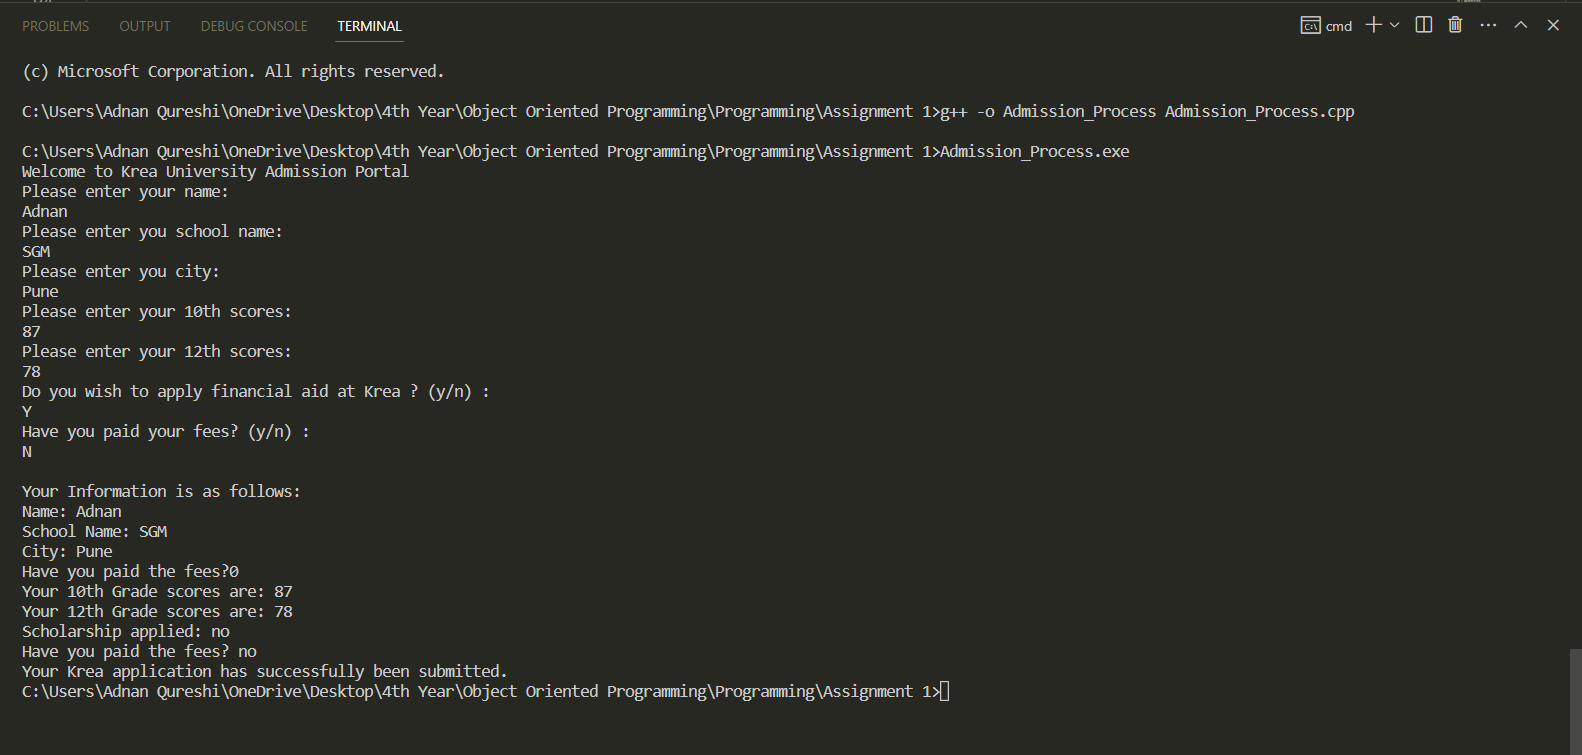 PROBLEMS OUTPUT DEBUG CONSOLE TERMINAL cmd
(c) Microsoft Corporation. All rights reserved.
C:\Users\Adnan Qureshi\OneDrive\Desktop\4th Year\Object Oriented Programming\Programming\Assignment 1>g++ -o Admission_Process Admission_Process.cpp
C:\Users\Adnan Qureshi\OneDrive\Desktop\4th Year\Object Oriented Programming\Programming\Assignment 1>Admission_Process.exe
Welcome to Krea University Admission Portal
Please enter your name:
Adnan
Please enter you school name:
SGM
Please enter you city:
Pune
Please enter your 10th scores:
87
Please enter your 12th scores:
78
Do you wish to apply financial aid at Krea ? (y/n) :
Y
Have you paid your fees? (y/n) :
N
Your Information is as follows:
Name: Adnan
School Name: SGM
City: Pune
Have you paid the fees?0
Your 10th Grade scores are: 87
Your 12th Grade scores are: 78
Scholarship applied: no
Have you paid the fees? no
Your Krea application has successfully been submitted.
C:\Users\Adnan Qureshi\OneDrive\Desktop\4th Year\Object Oriented Programming\Programming\Assignment 1>